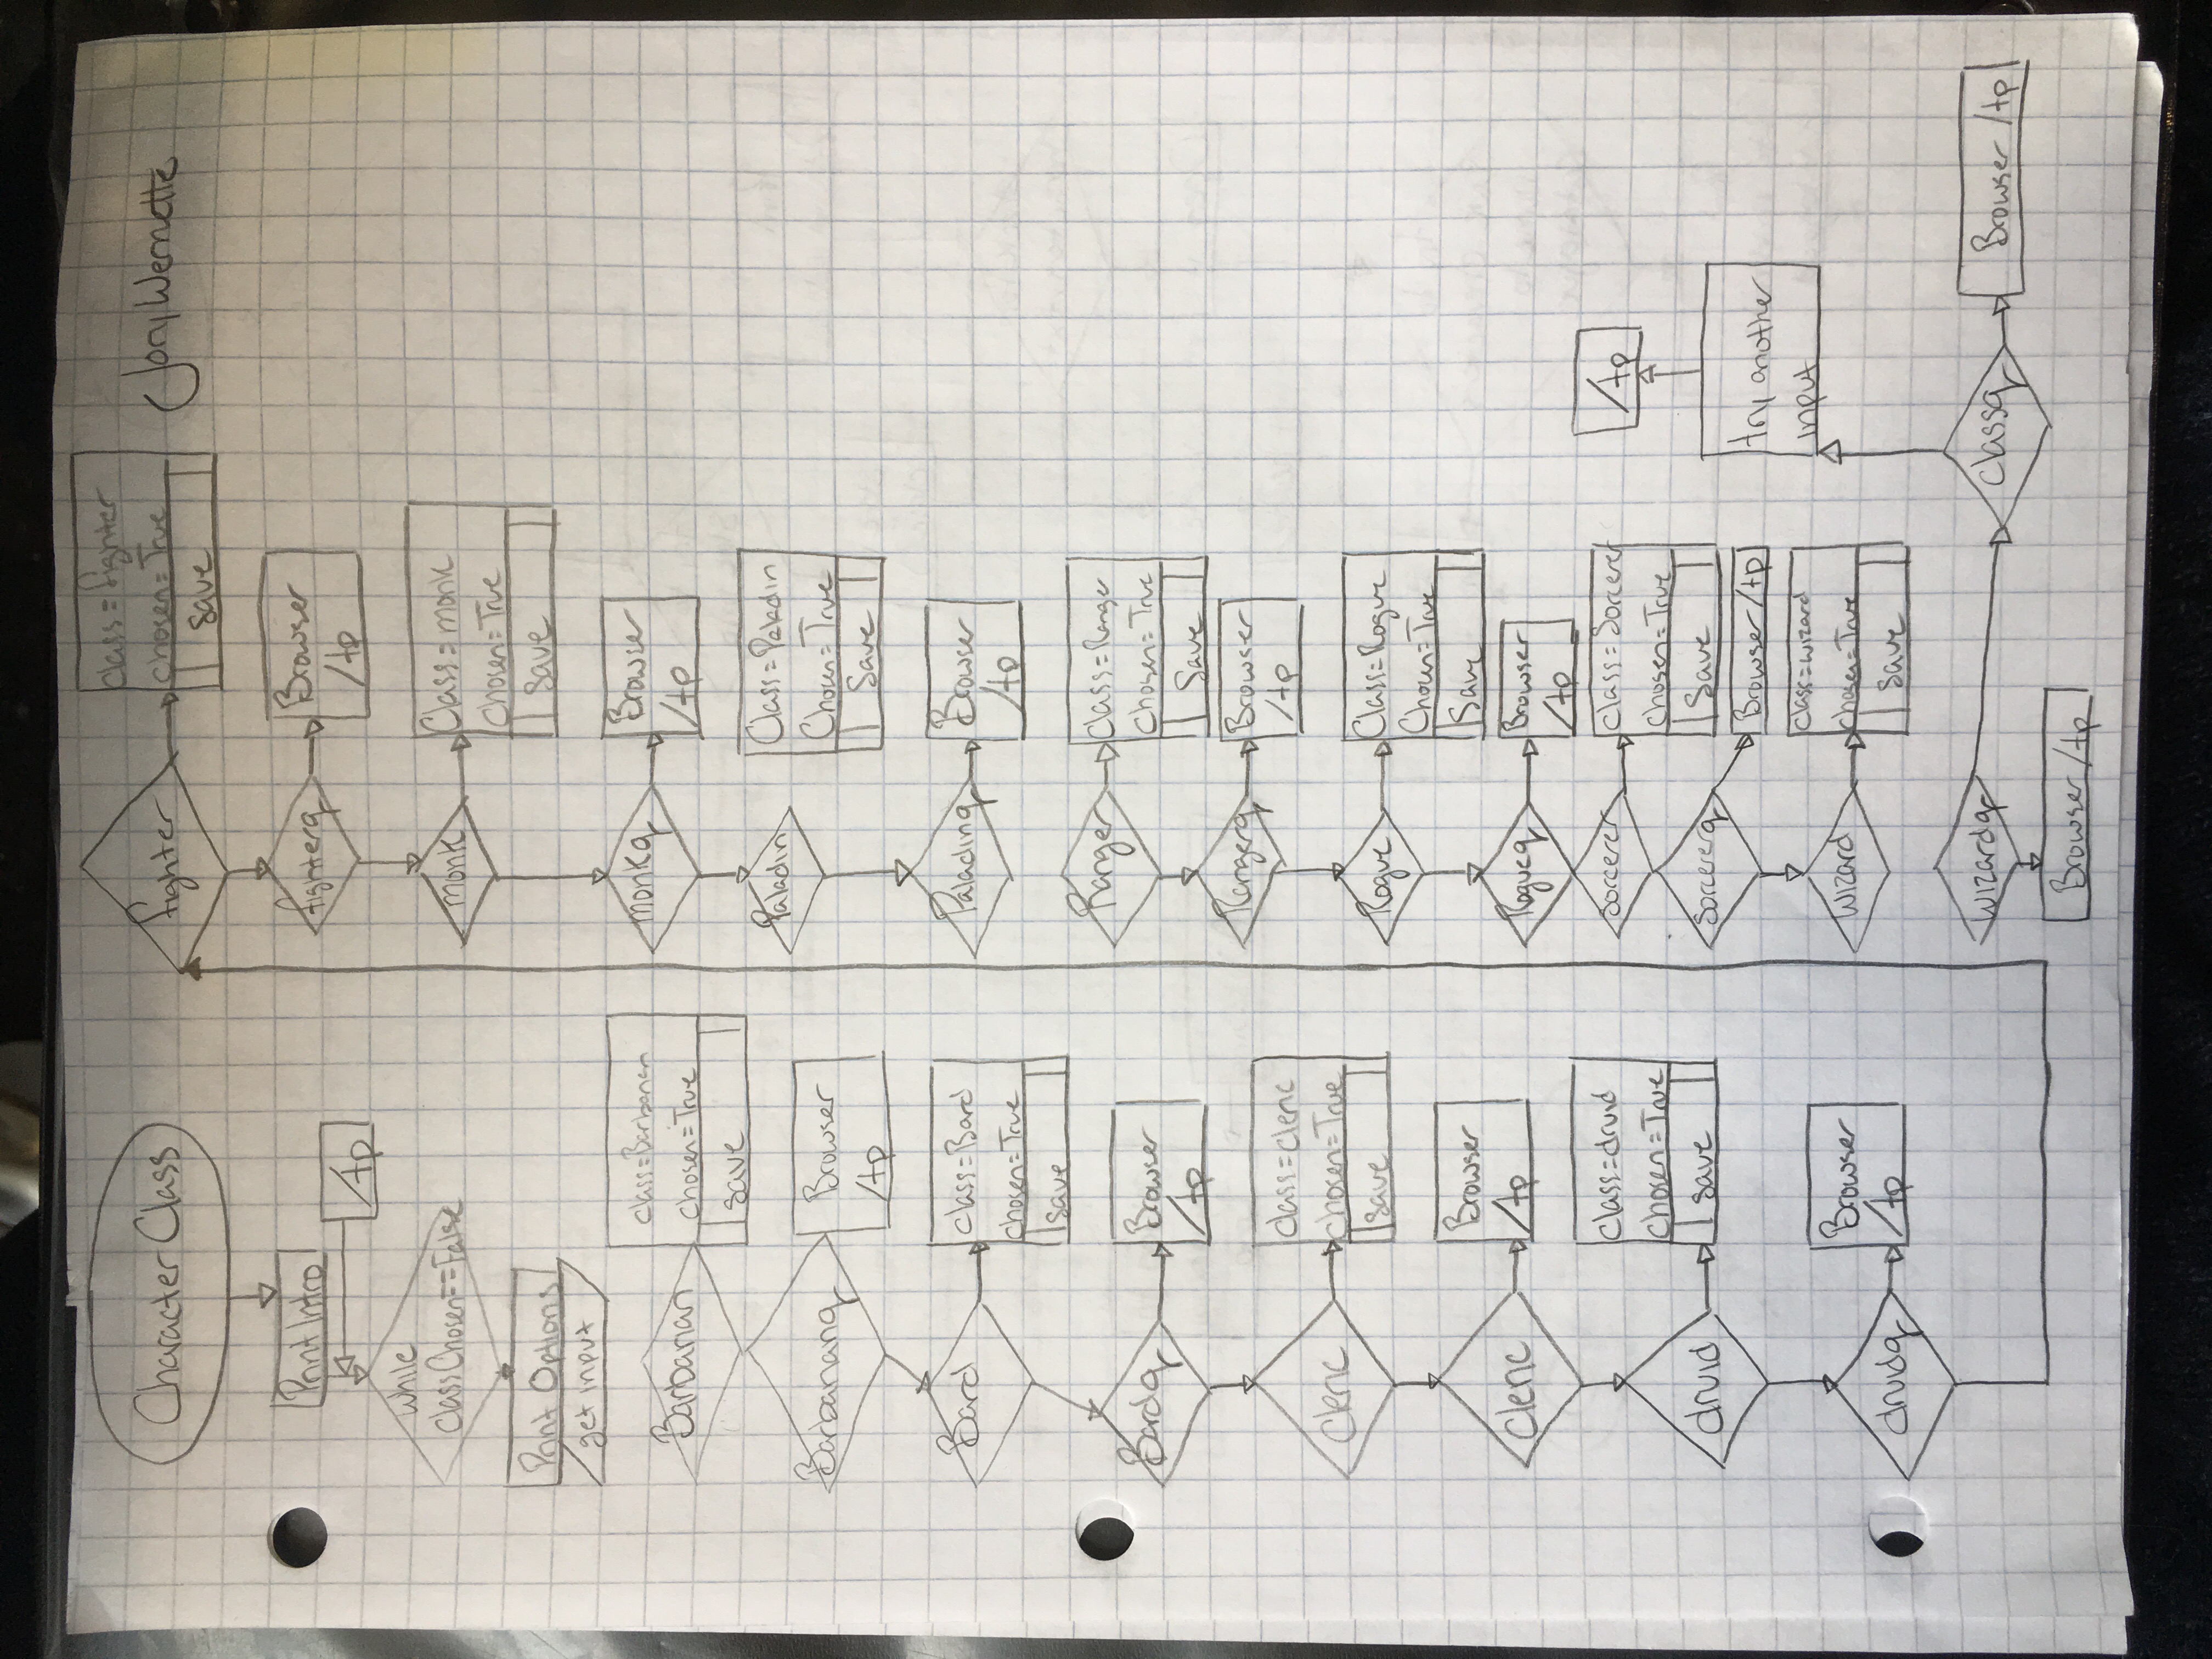 Character Class
Print Intro
/tp
while
classChosen==False
Print Options
get input
Barbarian
class=Barbarian
chosen=True
save
Barbarianq
Browser
/tp
Bard
class=Bard
chosen=True
save
Bardq
Browser
/tp
Cleric
class=cleric
chosen=True
save
Cleric
Browser
/tp
druid
class=druid
chosen=True
save
druidq
Browser
/tp
fighter
class=fighter
chosen=True
save
Jory Wernette
fighterq
Browser
/tp
monk
Class=monk
chosen=True
save
monkq
Browser
/tp
Paladin
Class=Paladin
Chosen=True
Save
Paladinq
Browser
/tp
Ranger
Class=Ranger
Chosen=True
Save
Rangerq
Browser
/tp
Rogue
Class=Rogue
Chosen=True
Save
Rogueq
Browser
/tp
Sorcerer
class=Sorcerer
chosen=True
Save
Sorcererq
Browser /tp
Wizard
class=wizard
chosen=True
Save
Wizardq
Browser /tp
classq
Browser /tp
try another
input
/tp